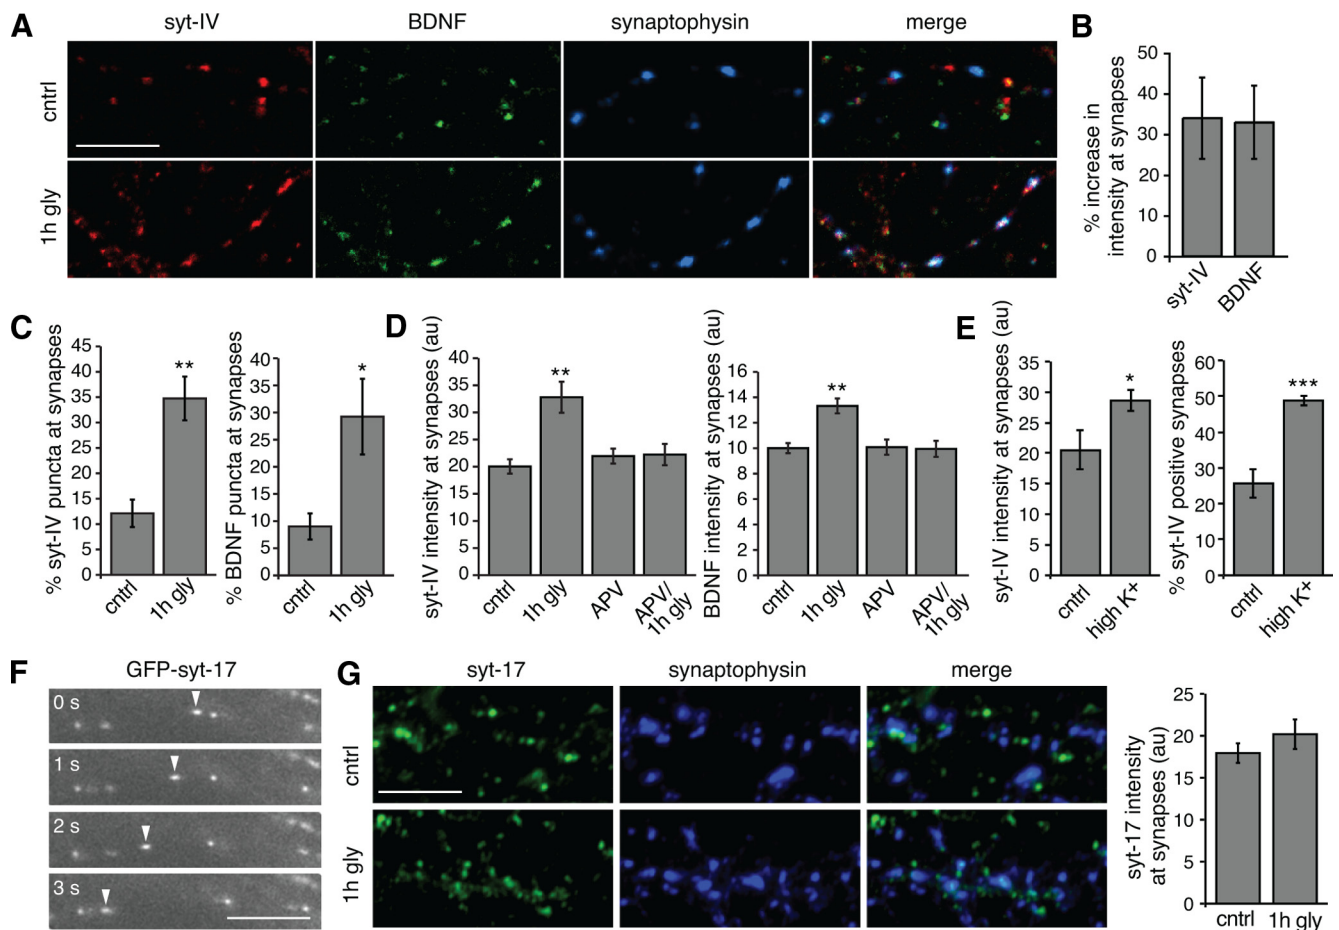 A
syt-IV
BDNF
synaptophysin
merge
cntrl
1h gly
B
% increase in
intensity at synapses
50
40
30
20
10
0
syt-IV
BDNF
C
% syt-IV puncta at synapses
45
40
35
30
25
20
15
10
5
0
**
cntrl
1h gly
% BDNF puncta at synapses
40
35
30
25
20
15
10
5
0
*
cntrl
1h gly
D
syt-IV intensity at synapses (au)
40
35
30
25
20
15
10
5
0
**
cntrl
1h gly
APV
APV/
1h gly
BDNF intensity at synapses (au)
16
14
12
10
8
6
4
2
0
**
cntrl
1h gly
APV
APV/
1h gly
E
syt-IV intensity at synapses (au)
35
30
25
20
15
10
5
0
*
cntrl
high K+
% syt-IV positive synapses
60
50
40
30
20
10
0
***
cntrl
high K+
F
GFP-syt-17
0 s
1 s
2 s
3 s
G
syt-17
synaptophysin
merge
cntrl
1h gly
syt-17 intensity
at synapses (au)
25
20
15
10
5
0
cntrl
1h gly